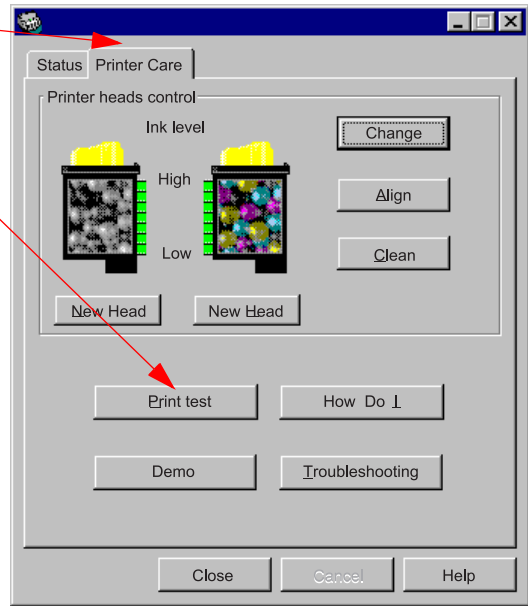 Status Printer Care
Printer heads control
Ink level
Change
High
Align
Low
Clean
New Head New Head
Print test How Do I
Demo Troubleshooting
Close Cancel Help